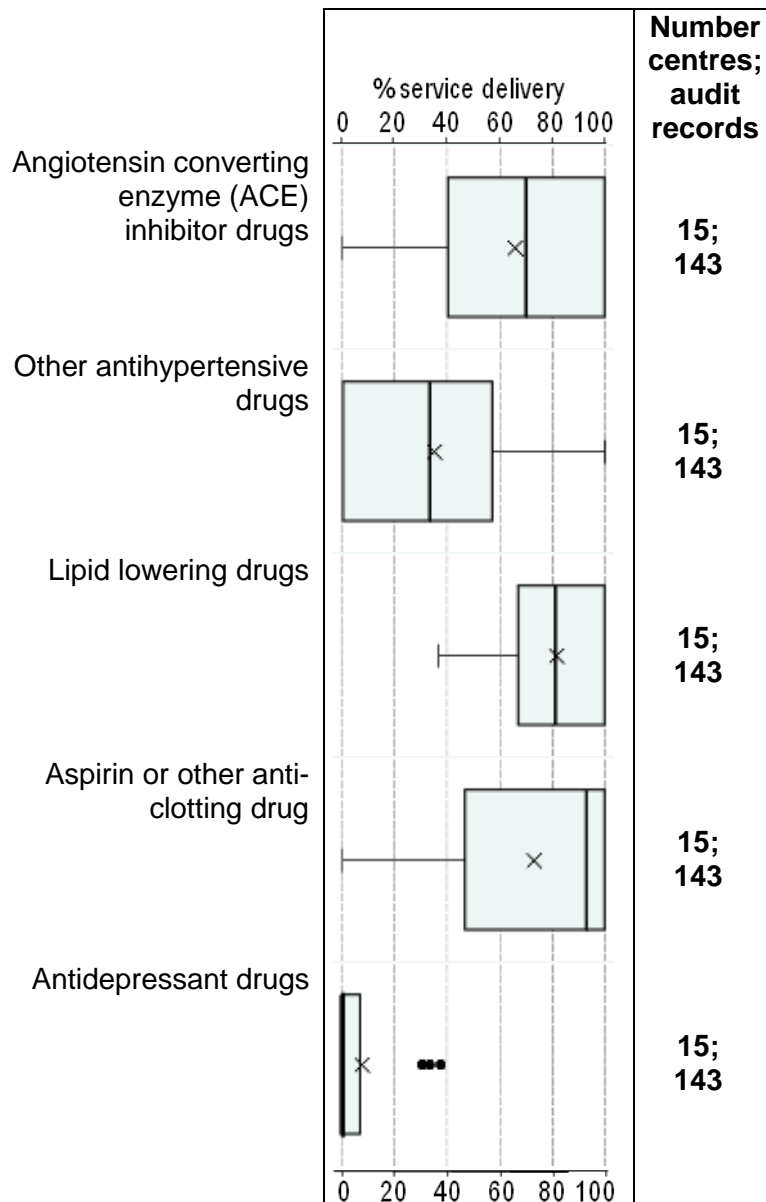 Number
centres;
audit
records
% service delivery
0 20 40 60 80 100
Angiotensin converting
enzyme (ACE)
inhibitor drugs
15;
143
Other antihypertensive
drugs
15;
143
Lipid lowering drugs
15;
143
Aspirin or other anti-
clotting drug
15;
143
Antidepressant drugs
15;
143
0 20 40 60 80 100